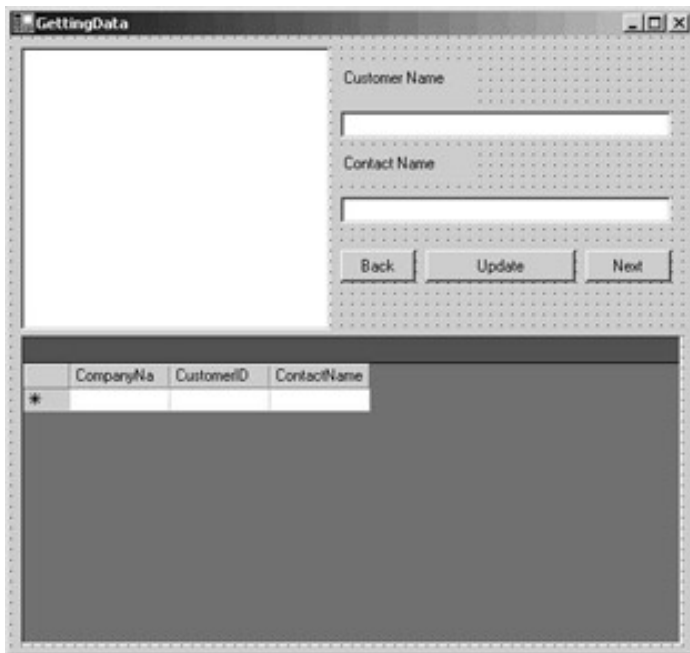 GettingData
Customer Name
Contact Name
Back Update Next
CompanyNa CustomerID ContactName